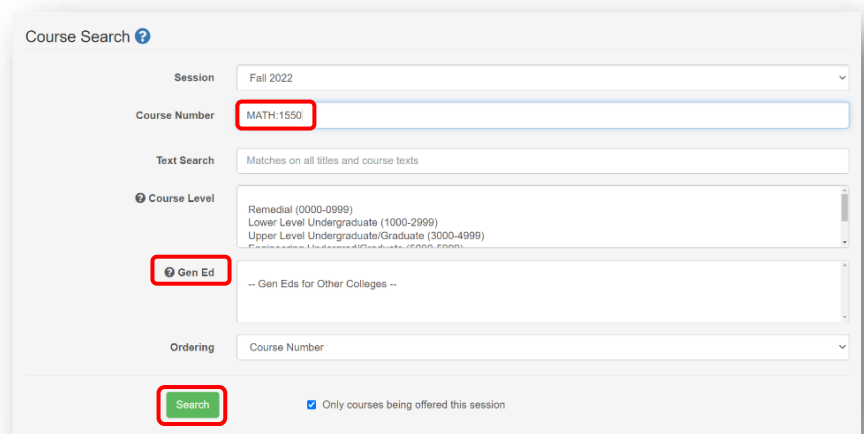 Course Search
Session Fall 2022
Course Number MATH:1550
Text Search Matches on all titles and course texts
Course Level
Remedial (0000-0999)
Lower Level Undergraduate (1000-2999)
Upper Level Undergraduate/Graduate (3000-4999)
Gen Ed
-- Gen Eds for Other Colleges --
Ordering Course Number
Search Only courses being offered this session